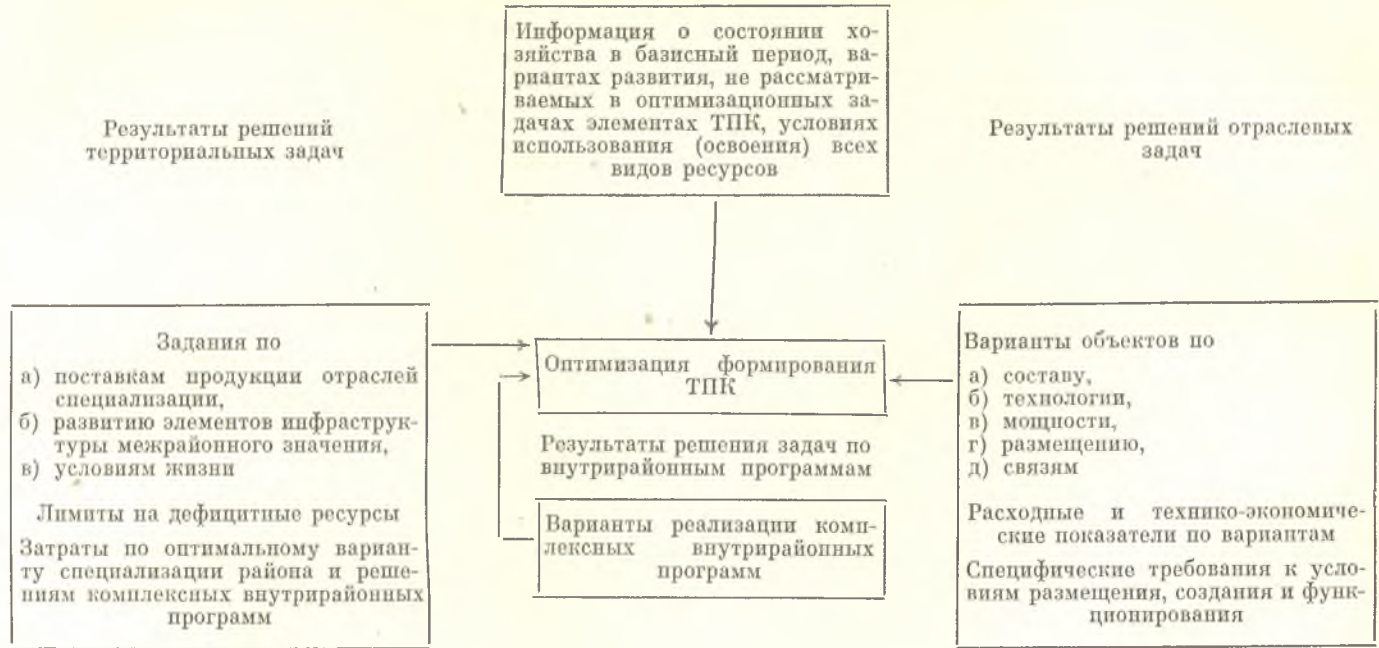 Информация о состоянии хо-
зяйства в базисный период, ва-
риантах развития, не рассматри-
ваемых в оптимизационных за-
дачах элементах ТПК, условиях
использования (освоения) всех
видов ресурсов
Результаты решений
территориальных задач
Результаты решений отраслевых
задач
Задания по
а) поставкам продукции отраслей
специализации,
б) развитию элементов инфраструк-
туры межрайонного значения,
в) условиям жизни
Лимиты на дефицитные ресурсы
Затраты по оптимальному вариан-
ту специализации района и реше-
ниям комплексных внутрирайонных
программ
Оптимизация формирования
ТПК
Результаты решения задач по
внутрирайонным программам
Варианты реализации комп-
лексных внутрирайонных
программ
Варианты объектов по
а) составу,
б) технологии,
в) мощности,
г) размещению,
д) связям
Расходные и технико-экономиче-
ские показатели по вариантам
Специфические требования к усло-
виям размещения, создания и функ-
ционирования